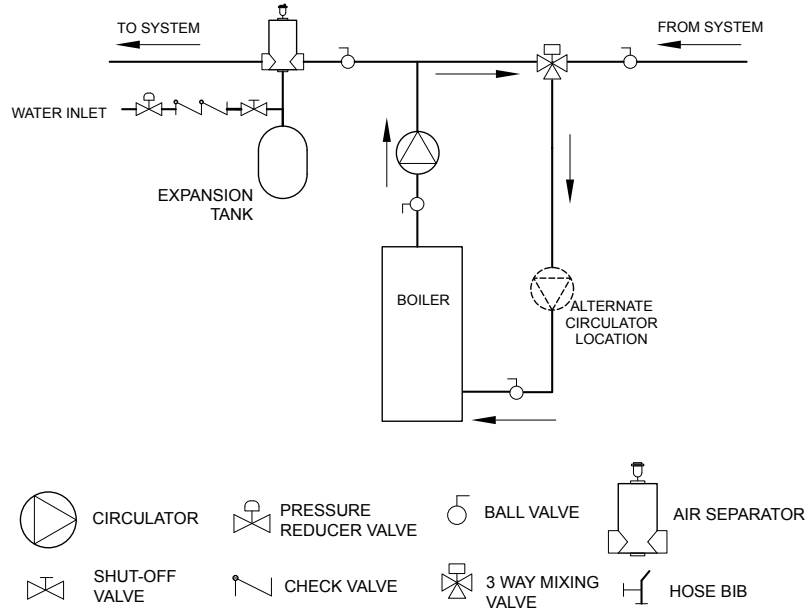 TO SYSTEM
FROM SYSTEM
WATER INLET
EXPANSION
TANK
BOILER
ALTERNATE
CIRCULATOR
LOCATION
CIRCULATOR
PRESSURE
REDUCER VALVE
BALL VALVE
AIR SEPARATOR
SHUT-OFF
VALVE
CHECK VALVE
3 WAY MIXING
VALVE
HOSE BIB